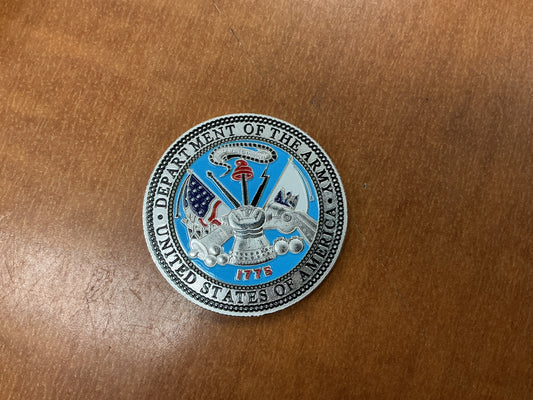 DEPARTMENT OF THE ARMY
UNITED STATES OF AMERICA
1775